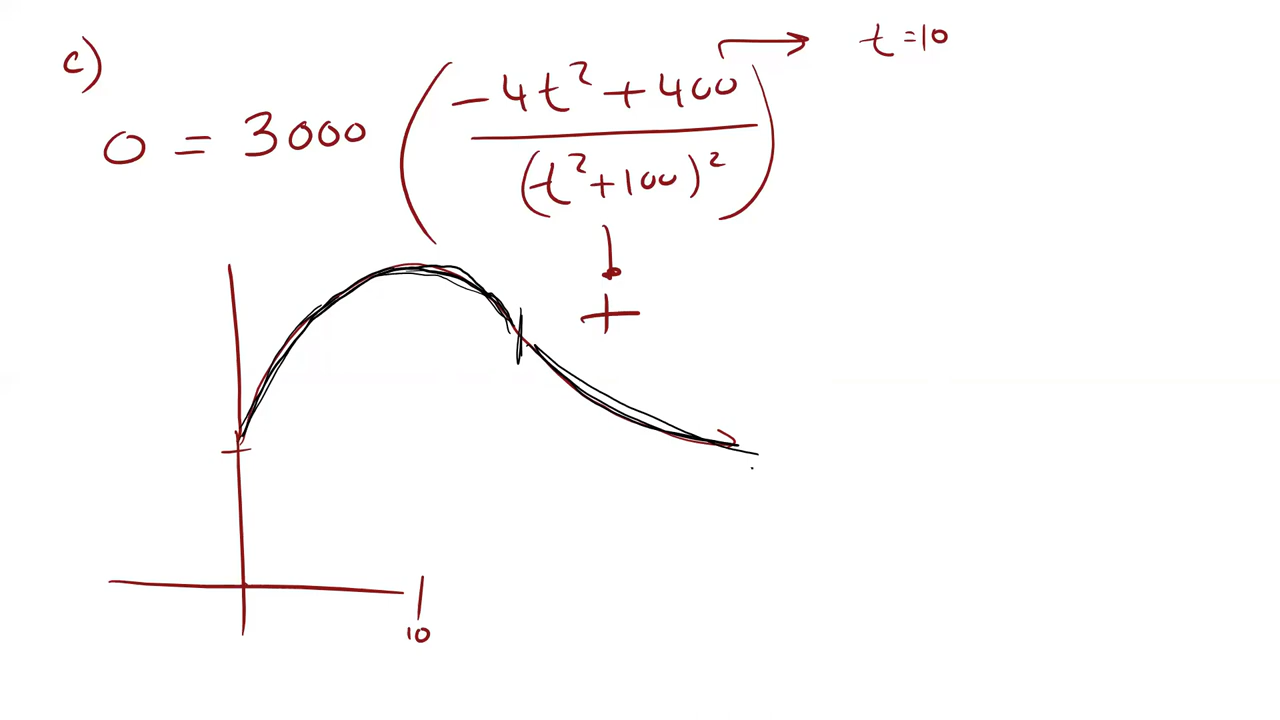 c)
t = 10
0 = 3000 ( (-4t² + 400) / (t² + 100)² )
+
10